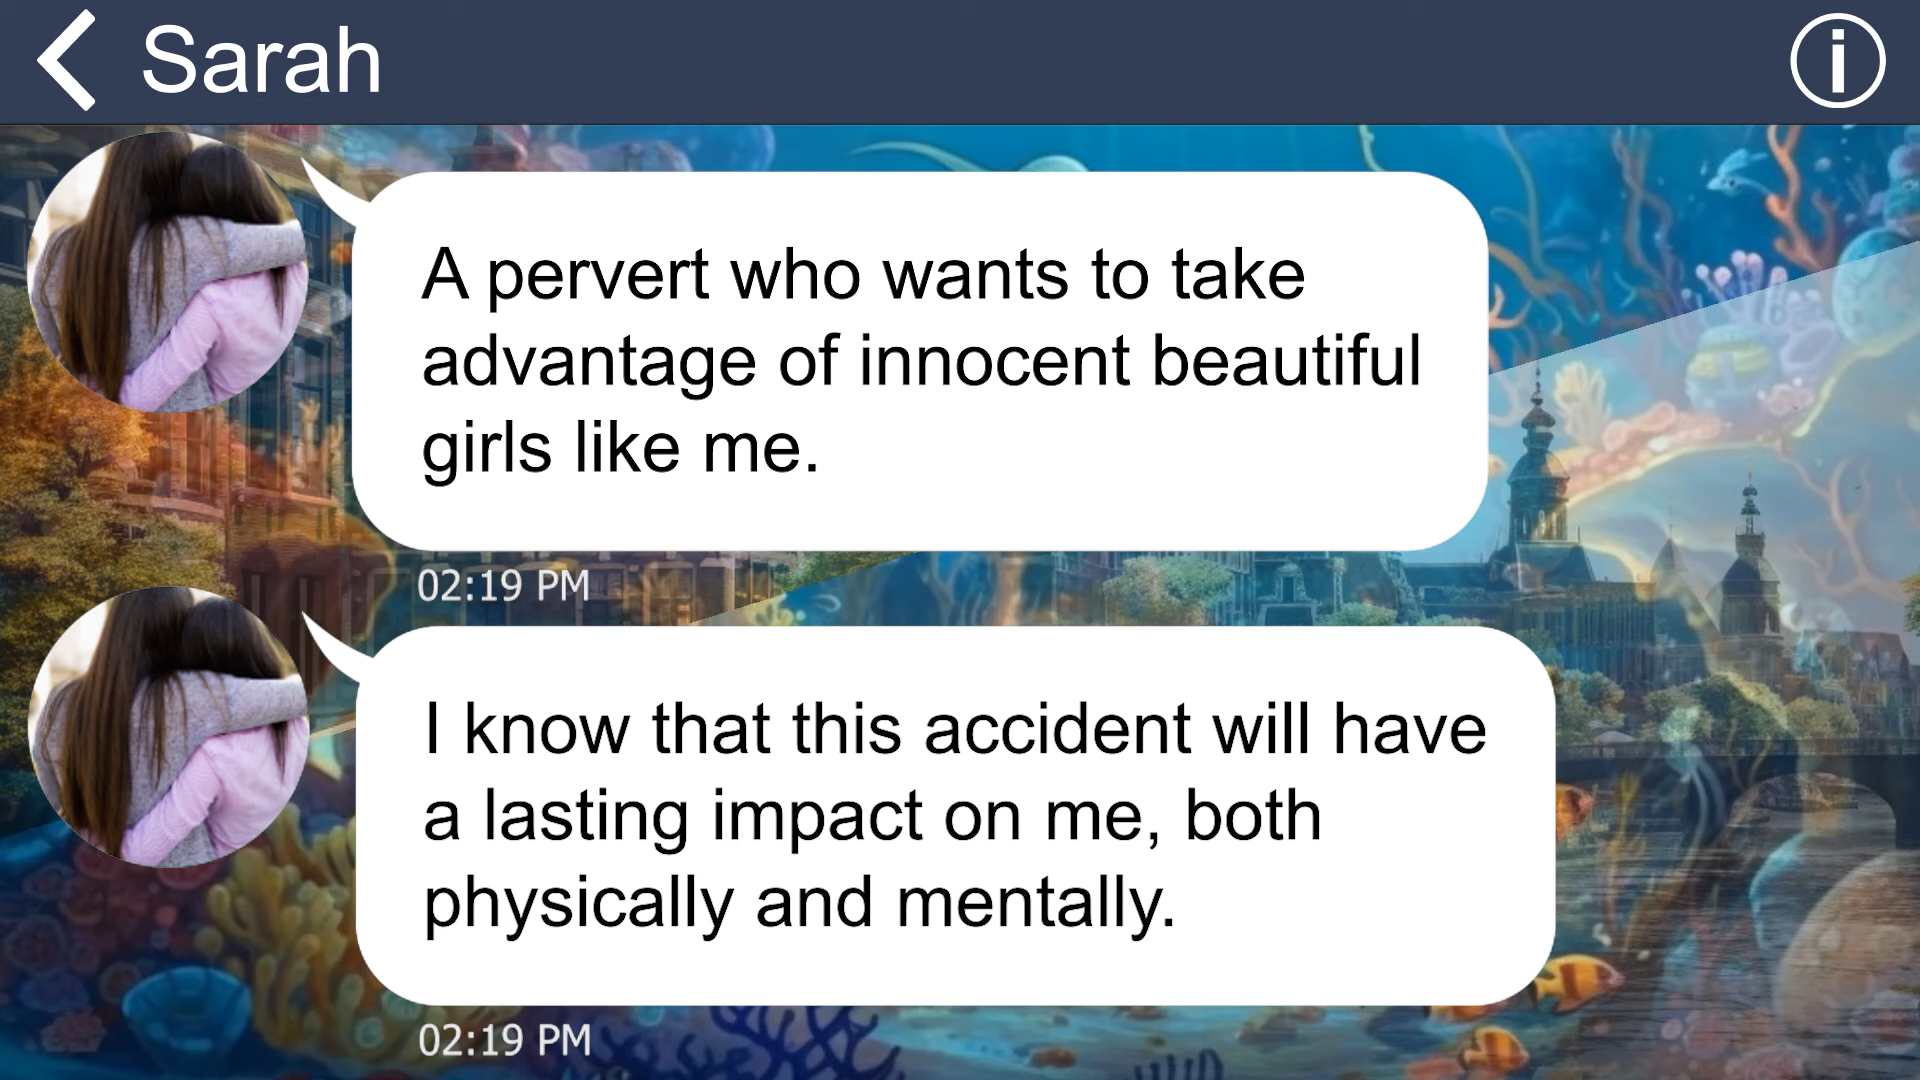 Sarah
A pervert who wants to take
advantage of innocent beautiful
girls like me.
02:19 PM
I know that this accident will have
a lasting impact on me, both
physically and mentally.
02:19 PM